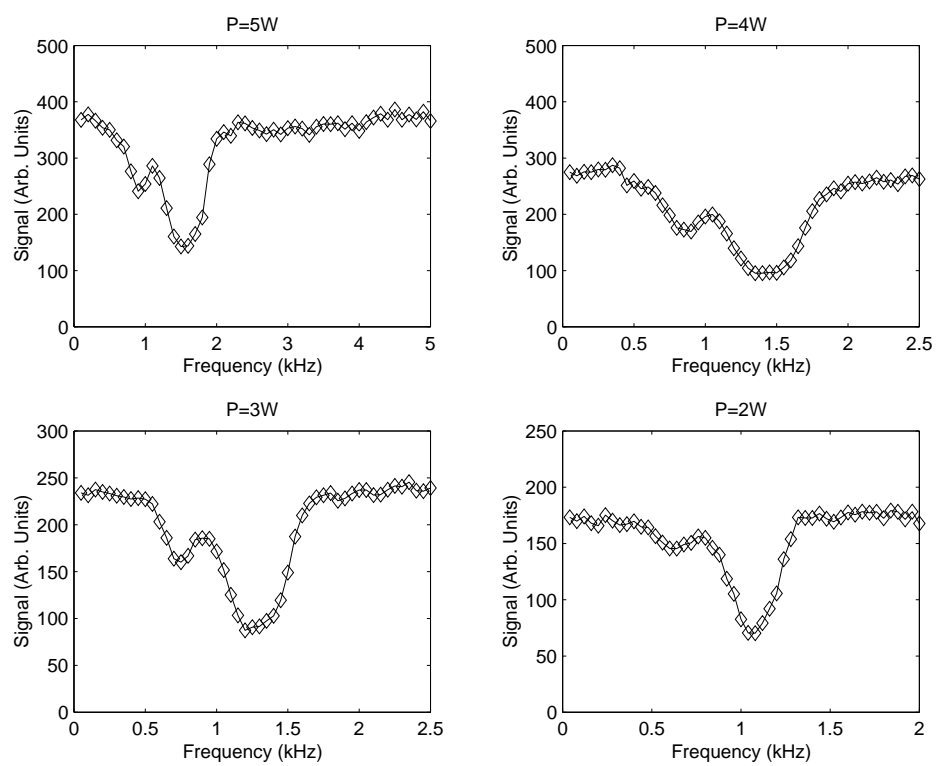 P=5W
500
400
300
200
100
0
Signal (Arb. Units)
0 1 2 3 4 5
Frequency (kHz)
P=4W
500
400
300
200
100
0
Signal (Arb. Units)
0 0.5 1 1.5 2 2.5
Frequency (kHz)
P=3W
300
250
200
150
100
50
0
Signal (Arb. Units)
0 0.5 1 1.5 2 2.5
Frequency (kHz)
P=2W
250
200
150
100
50
0
Signal (Arb. Units)
0 0.5 1 1.5 2
Frequency (kHz)